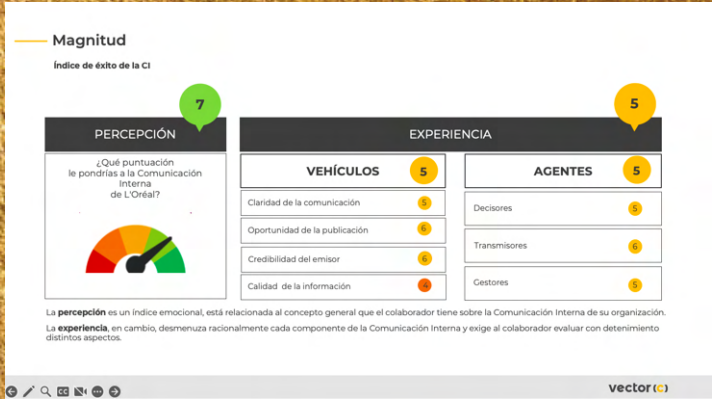 Magnitud
Índice de éxito de la CI
7
5
PERCEPCIÓN
EXPERIENCIA
¿Qué puntuación
le pondrías a la Comunicación
Interna
de L'Oréal?
VEHÍCULOS
5
Claridad de la comunicación
5
Oportunidad de la publicación
6
Credibilidad del emisor
6
Calidad de la información
4
AGENTES
5
Decisores
5
Transmisores
6
Gestores
5
La percepción es un índice emocional, está relacionada al concepto general que el colaborador tiene sobre la Comunicación Interna de su organización.
La experiencia, en cambio, desmenuza racionalmente cada componente de la Comunicación Interna y exige al colaborador evaluar con detenimiento
distintos aspectos.
CC
vector(c)